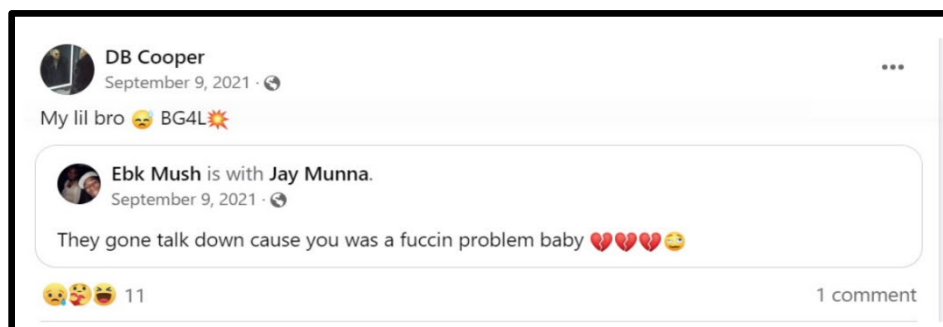 DB Cooper
September 9, 2021 ·
My lil bro 😪 BG4L💥
Ebk Mush is with Jay Munna.
September 9, 2021 ·
They gone talk down cause you was a fuccin problem baby 💔💔💔😕
11
1 comment